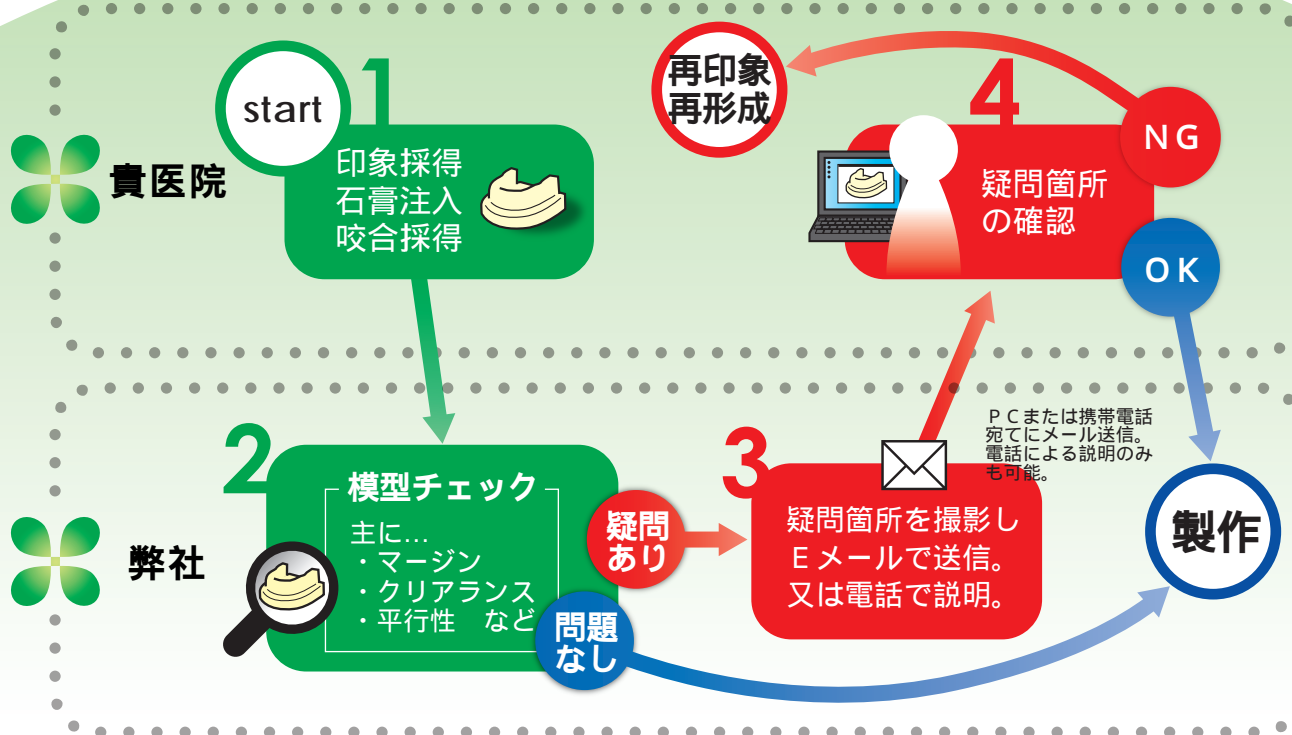 貴医院
start
1
印象採得
石膏注入
咬合採得
再印象
再形成
4
疑問箇所
の確認
NG
OK
弊社
2
模型チェック
主に…
・マージン
・クリアランス
・平行性　など
疑問
あり
問題
なし
3
疑問箇所を撮影し
Ｅメールで送信。
又は電話で説明。
ＰＣまたは携帯電話
宛てにメール送信。
電話による説明のみ
も可能。
製作